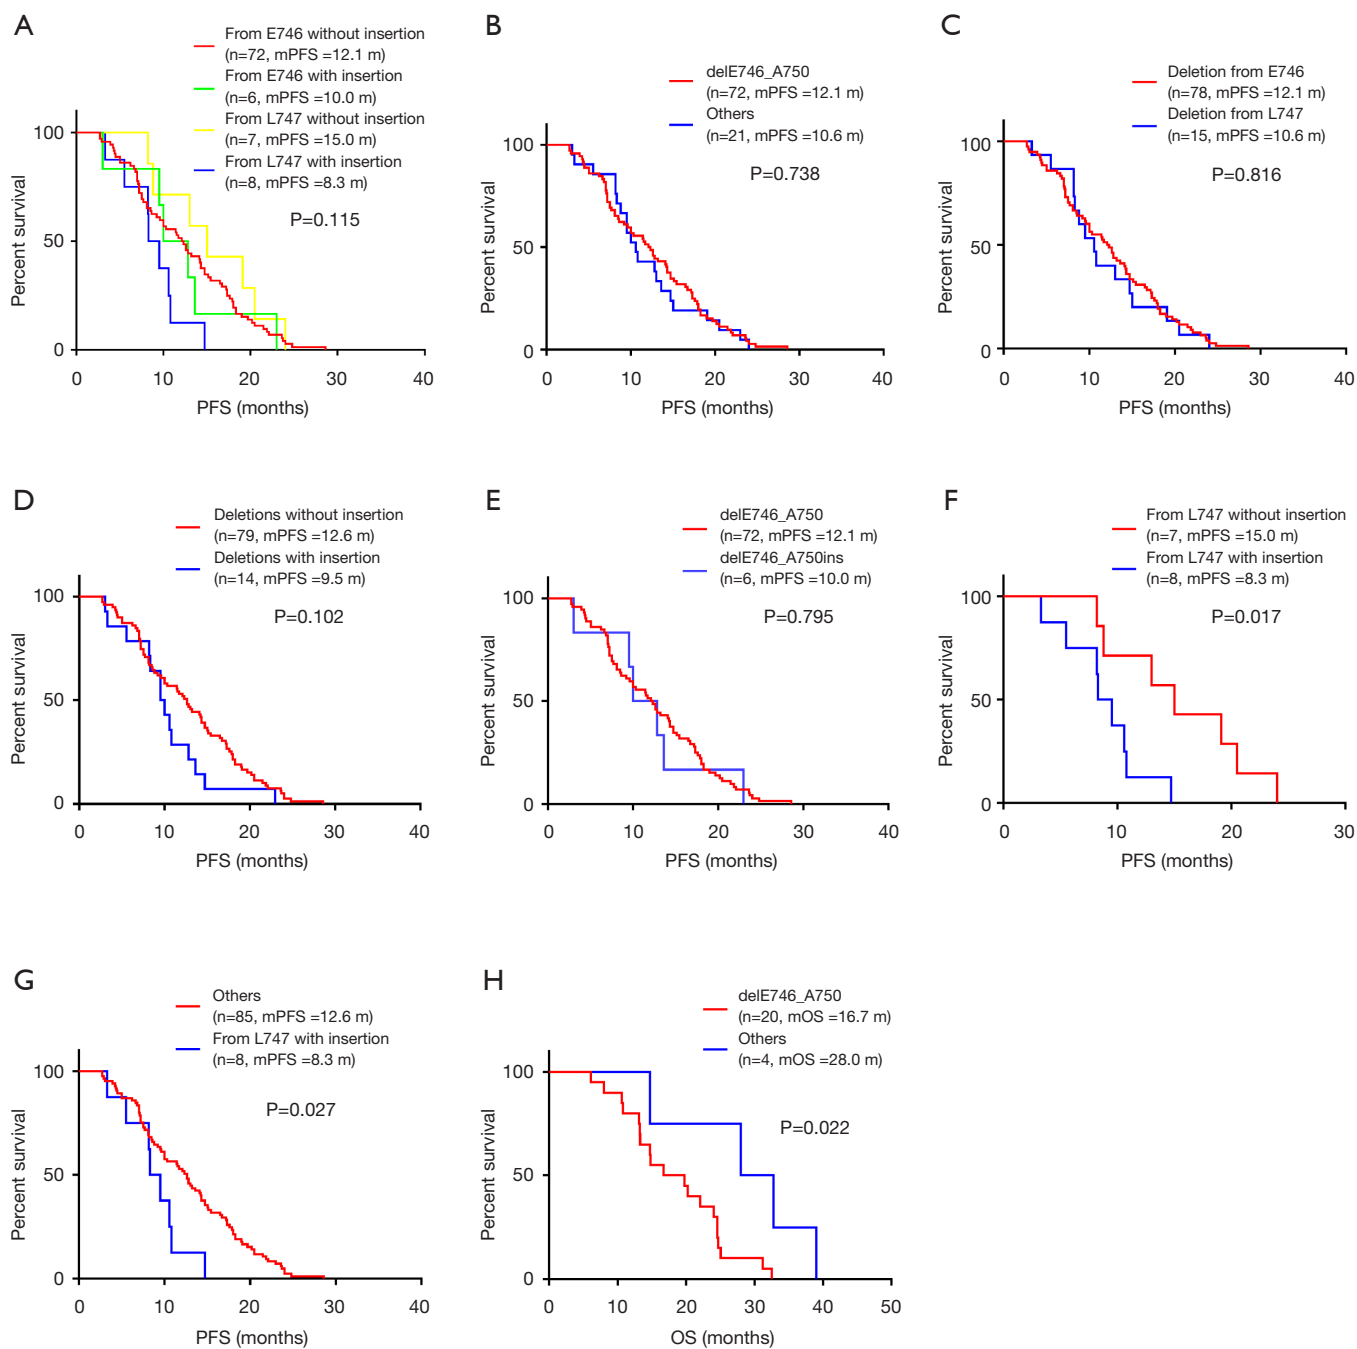 A
From E746 without insertion
(n=72, mPFS =12.1 m)
From E746 with insertion
(n=6, mPFS =10.0 m)
From L747 without insertion
(n=7, mPFS =15.0 m)
From L747 with insertion
(n=8, mPFS =8.3 m)
P=0.115
Percent survival
100
50
0
0 10 20 30 40
PFS (months)
B
delE746_A750
(n=72, mPFS =12.1 m)
Others
(n=21, mPFS =10.6 m)
P=0.738
Percent survival
100
50
0
0 10 20 30 40
PFS (months)
C
Deletion from E746
(n=78, mPFS =12.1 m)
Deletion from L747
(n=15, mPFS =10.6 m)
P=0.816
Percent survival
100
50
0
0 10 20 30 40
PFS (months)
D
Deletions without insertion
(n=79, mPFS =12.6 m)
Deletions with insertion
(n=14, mPFS =9.5 m)
P=0.102
Percent survival
100
50
0
0 10 20 30 40
PFS (months)
E
delE746_A750
(n=72, mPFS =12.1 m)
delE746_A750ins
(n=6, mPFS =10.0 m)
P=0.795
Percent survival
100
50
0
0 10 20 30 40
PFS (months)
F
From L747 without insertion
(n=7, mPFS =15.0 m)
From L747 with insertion
(n=8, mPFS =8.3 m)
P=0.017
Percent survival
100
50
0
0 10 20 30
PFS (months)
G
Others
(n=85, mPFS =12.6 m)
From L747 with insertion
(n=8, mPFS =8.3 m)
P=0.027
Percent survival
100
50
0
0 10 20 30 40
PFS (months)
H
delE746_A750
(n=20, mOS =16.7 m)
Others
(n=4, mOS =28.0 m)
P=0.022
Percent survival
100
50
0
0 10 20 30 40 50
OS (months)